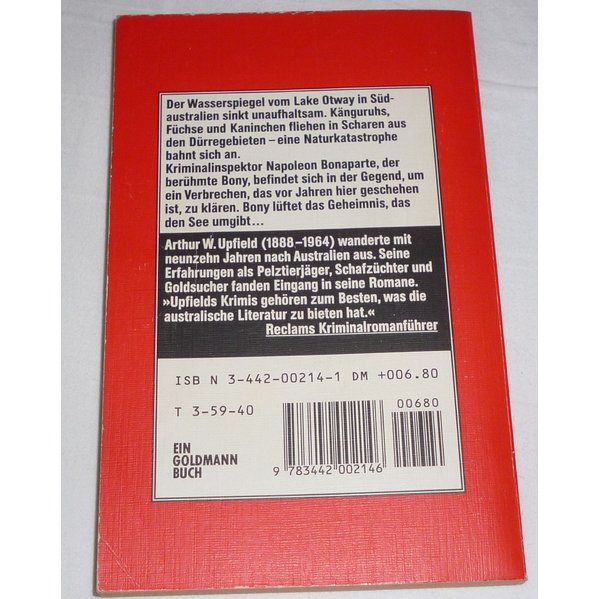 Der Wasserspiegel vom Lake Otway in Süd-
australien sinkt unaufhaltsam. Känguruhs,
Füchse und Kaninchen fliehen in Scharen aus
den Dürregebieten – eine Naturkatastrophe
bahnt sich an.
Kriminalinspektor Napoleon Bonaparte, der
berühmte Bony, befindet sich in der Gegend, um
ein Verbrechen, das vor Jahren hier geschehen
ist, zu klären. Bony lüftet das Geheimnis, das
den See umgibt...
Arthur W. Upfield (1888–1964) wanderte mit
neunzehn Jahren nach Australien aus. Seine
Erfahrungen als Pelztierjäger, Schafzüchter und
Goldsucher fanden Eingang in seine Romane.
»Upfields Krimis gehören zum Besten, was die
australische Literatur zu bieten hat.«
Reclams Kriminalromanführer
ISB N 3-442-00214-1 DM +006.80
T 3-59-40
00680
EIN
GOLDMANN
BUCH
9 783442 002146